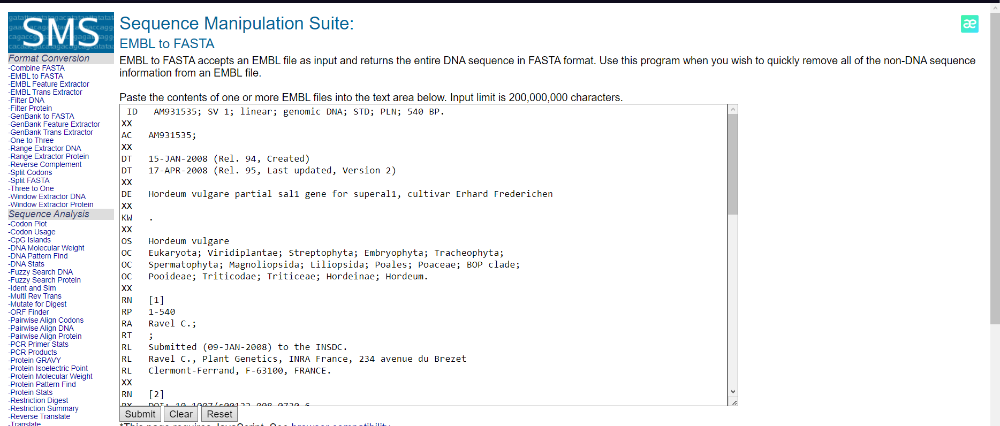 SMS
Sequence Manipulation Suite:
EMBL to FASTA
æ
Format Conversion
-Combine FASTA
-EMBL to FASTA
-EMBL Feature Extractor
-EMBL Trans Extractor
-Filter DNA
-Filter Protein
-GenBank to FASTA
-GenBank Feature Extractor
-GenBank Trans Extractor
-One to Three
-Range Extractor DNA
-Range Extractor Protein
-Reverse Complement
-Split Codons
-Split FASTA
-Three to One
-Window Extractor DNA
-Window Extractor Protein
Sequence Analysis
-Codon Plot
-Codon Usage
-CpG Islands
-DNA Molecular Weight
-DNA Pattern Find
-DNA Stats
-Fuzzy Search DNA
-Fuzzy Search Protein
-Ident and Sim
-Multi Rev Trans
-Mutate for Digest
-ORF Finder
-Pairwise Align Codons
-Pairwise Align DNA
-Pairwise Align Protein
-PCR Primer Stats
-PCR Products
-Protein GRAVY
-Protein Isoelectric Point
-Protein Molecular Weight
-Protein Pattern Find
-Protein Stats
-Restriction Digest
-Restriction Summary
-Reverse Translate
-Translate
EMBL to FASTA accepts an EMBL file as input and returns the entire DNA sequence in FASTA format. Use this program when you wish to quickly remove all of the non-DNA sequence
information from an EMBL file.
Paste the contents of one or more EMBL files into the text area below. Input limit is 200,000,000 characters.
ID   AM931535; SV 1; linear; genomic DNA; STD; PLN; 540 BP.
XX
AC   AM931535;
XX
DT   15-JAN-2008 (Rel. 94, Created)
DT   17-APR-2008 (Rel. 95, Last updated, Version 2)
XX
DE   Hordeum vulgare partial sal1 gene for superal1, cultivar Erhard Frederichen
XX
KW   .
XX
OS   Hordeum vulgare
OC   Eukaryota; Viridiplantae; Streptophyta; Embryophyta; Tracheophyta;
OC   Spermatophyta; Magnoliopsida; Liliopsida; Poales; Poaceae; BOP clade;
OC   Pooideae; Triticodae; Triticeae; Hordeinae; Hordeum.
XX
RN   [1]
RP   1-540
RA   Ravel C.;
RT   ;
RL   Submitted (09-JAN-2008) to the INSDC.
RL   Ravel C., Plant Genetics, INRA France, 234 avenue du Brezet
RL   Clermont-Ferrand, F-63100, FRANCE.
XX
RN   [2]
RX   DOI; 10.1007/s00122-008-0720-6.
Submit Clear Reset
*This page requires JavaScript. See browser compatibility.